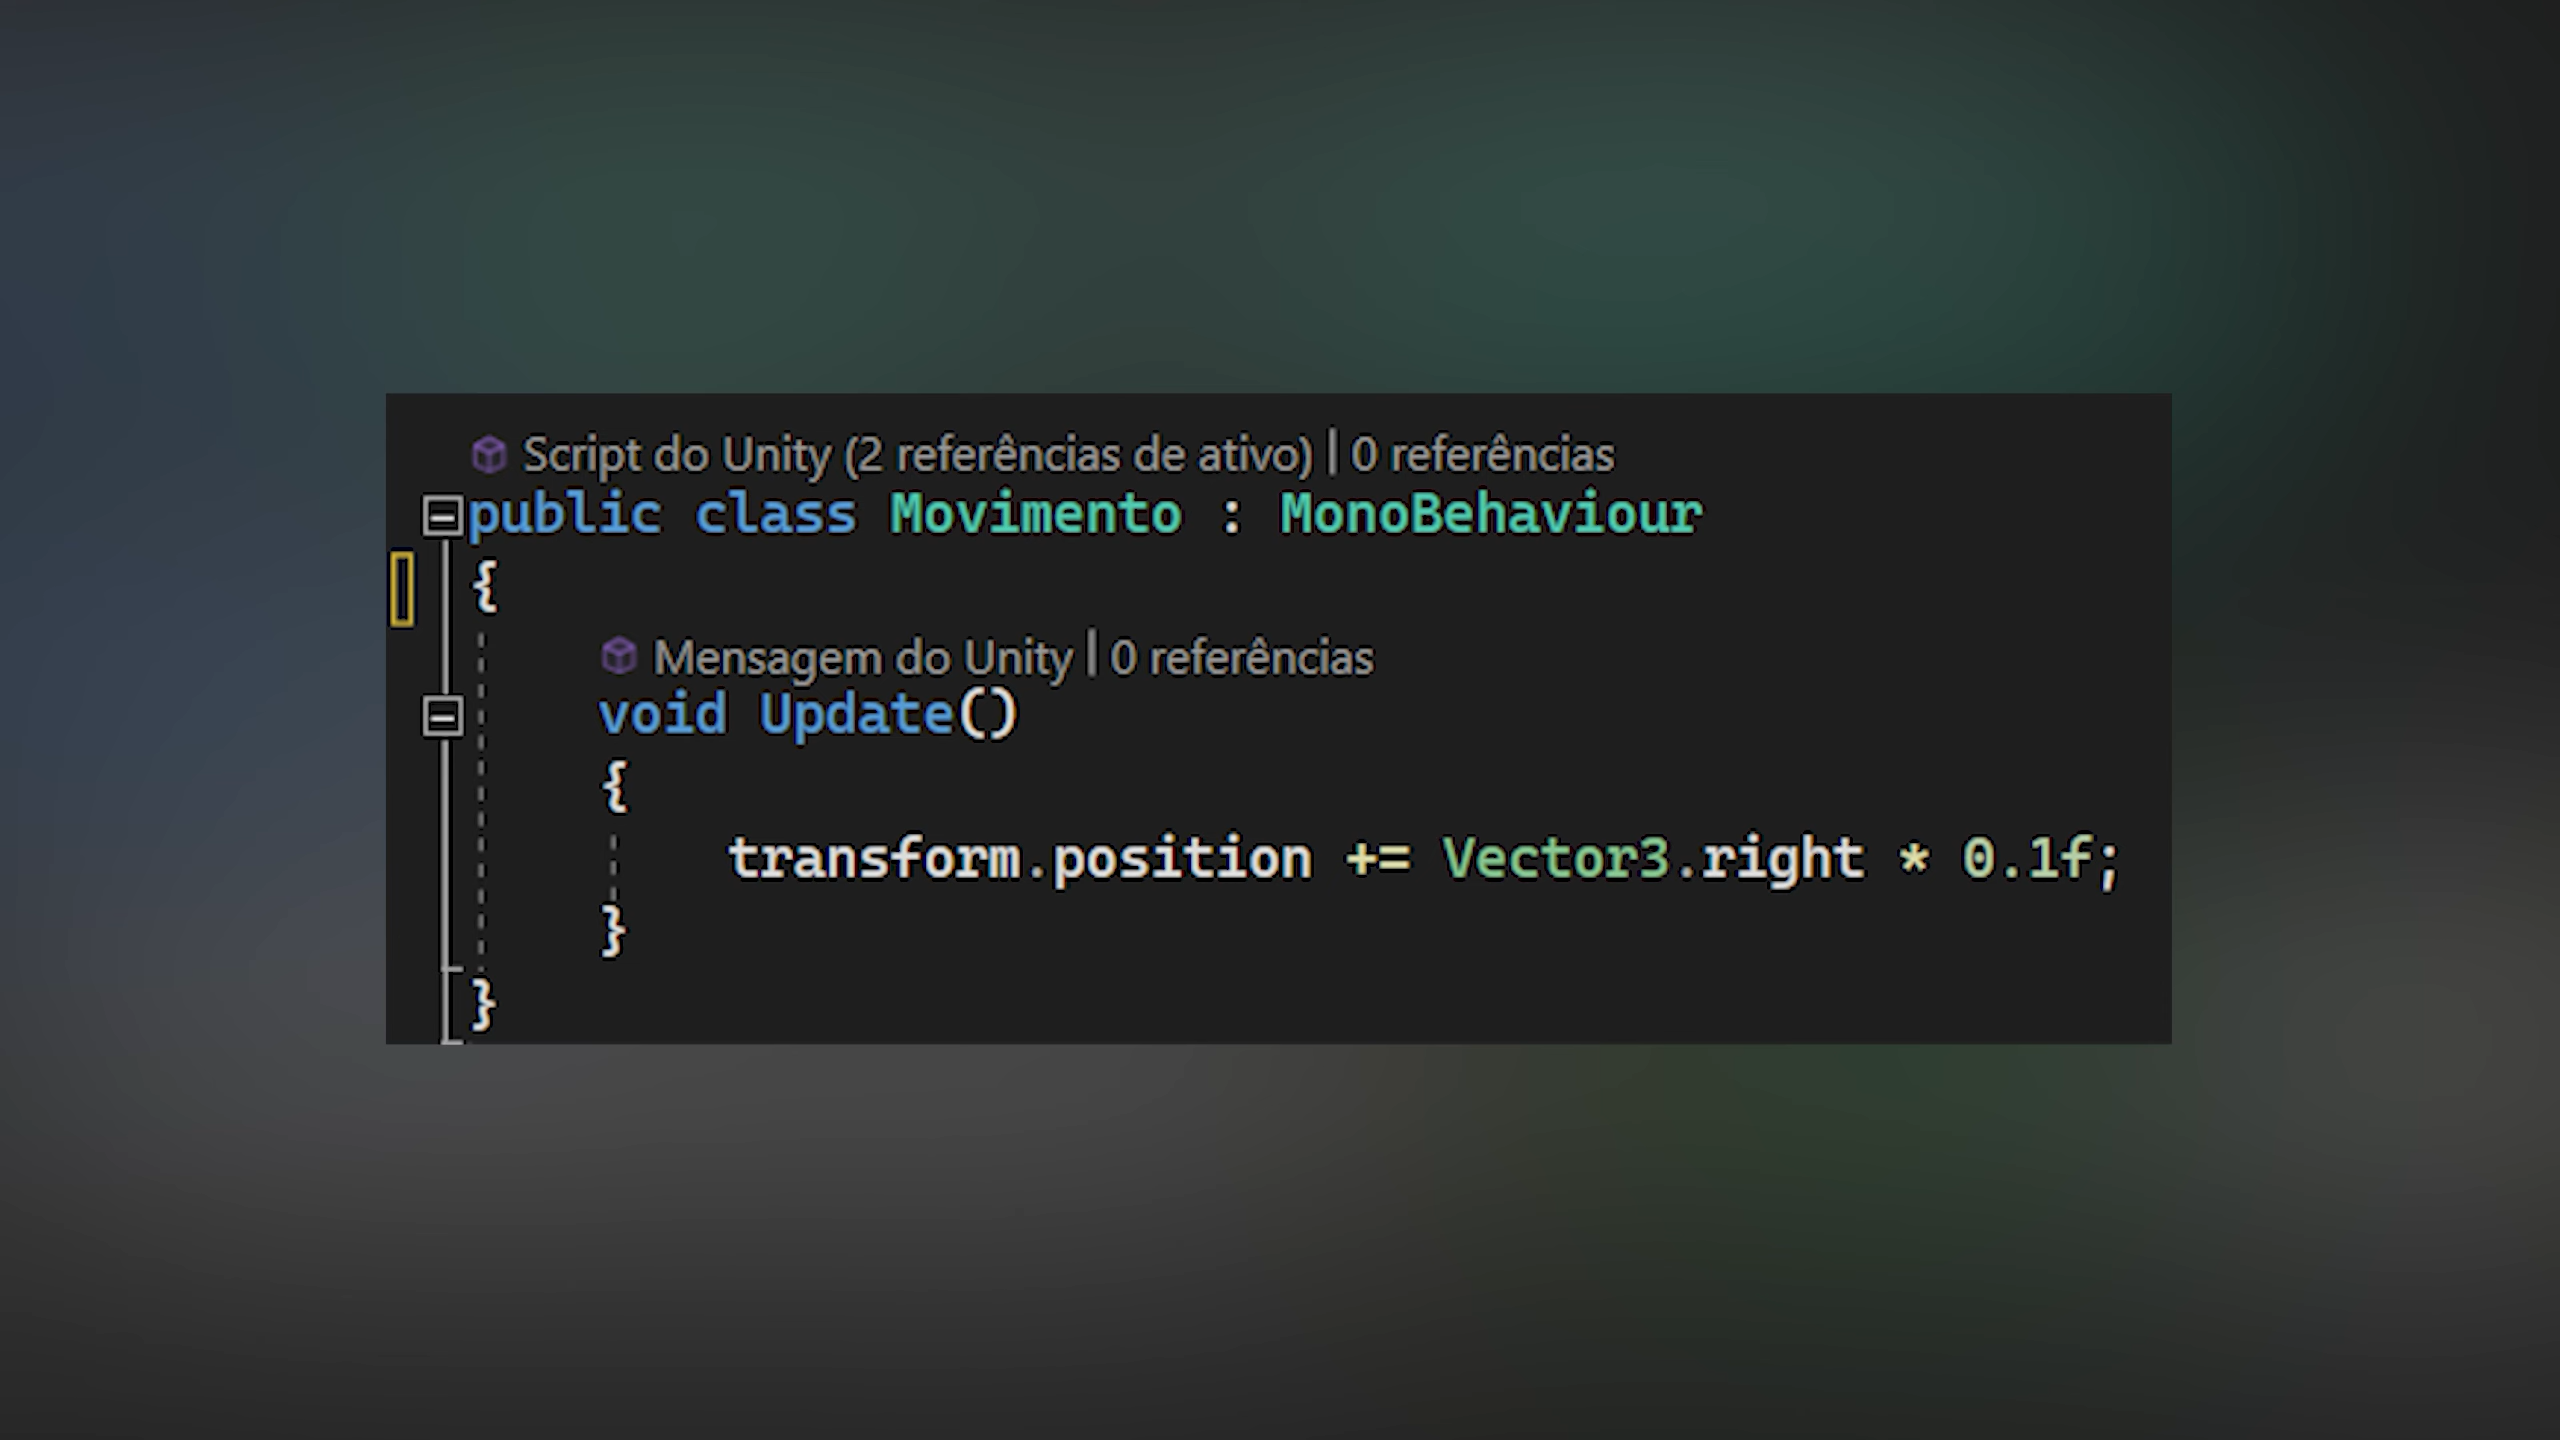 Script do Unity (2 referências de ativo) | 0 referências
public class Movimento : MonoBehaviour
{
Mensagem do Unity | 0 referências
void Update()
{
transform.position += Vector3.right * 0.1f;
}
}